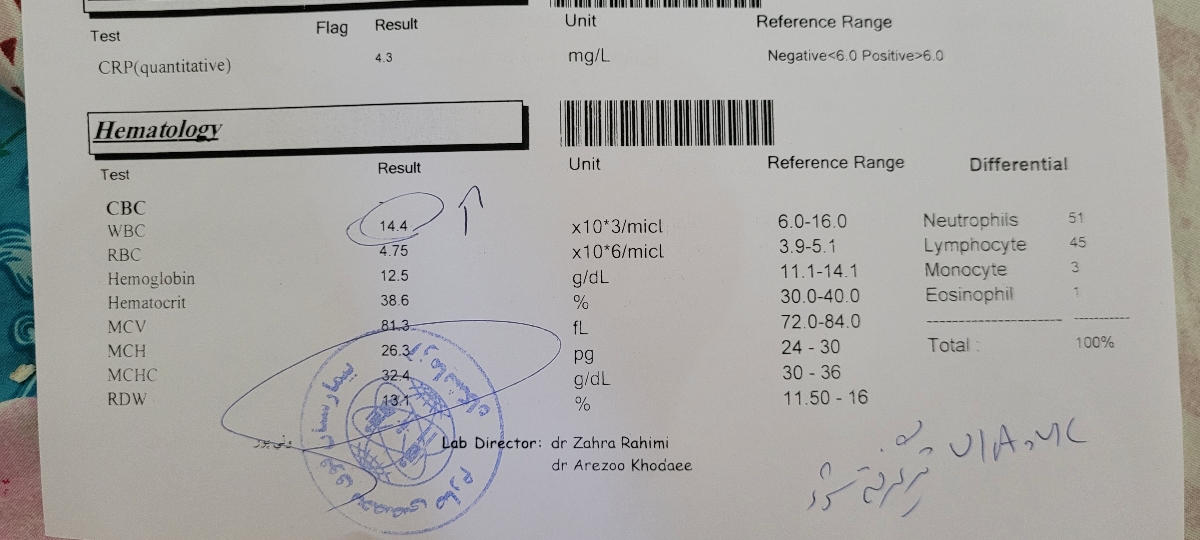 Test Flag Result Unit Reference Range
CRP(quantitative) 4.3 mg/L Negative<6.0 Positive>6.0
Hematology
Test Result Unit Reference Range Differential
CBC
WBC 14.4 x10*3/micl 6.0-16.0 Neutrophils 51
RBC 4.75 x10*6/micl 3.9-5.1 Lymphocyte 45
Hemoglobin 12.5 g/dL 11.1-14.1 Monocyte 3
Hematocrit 38.6 % 30.0-40.0 Eosinophil 1
MCV 81.3 fL 72.0-84.0
MCH 26.3 pg 24 - 30 Total : 100%
MCHC 32.4 g/dL 30 - 36
RDW 13.1 % 11.50 - 16
Lab Director: dr Zahra Rahimi
dr Arezoo Khodaee
U/A, U/C
بیمارستان فوق تخصصی صارم